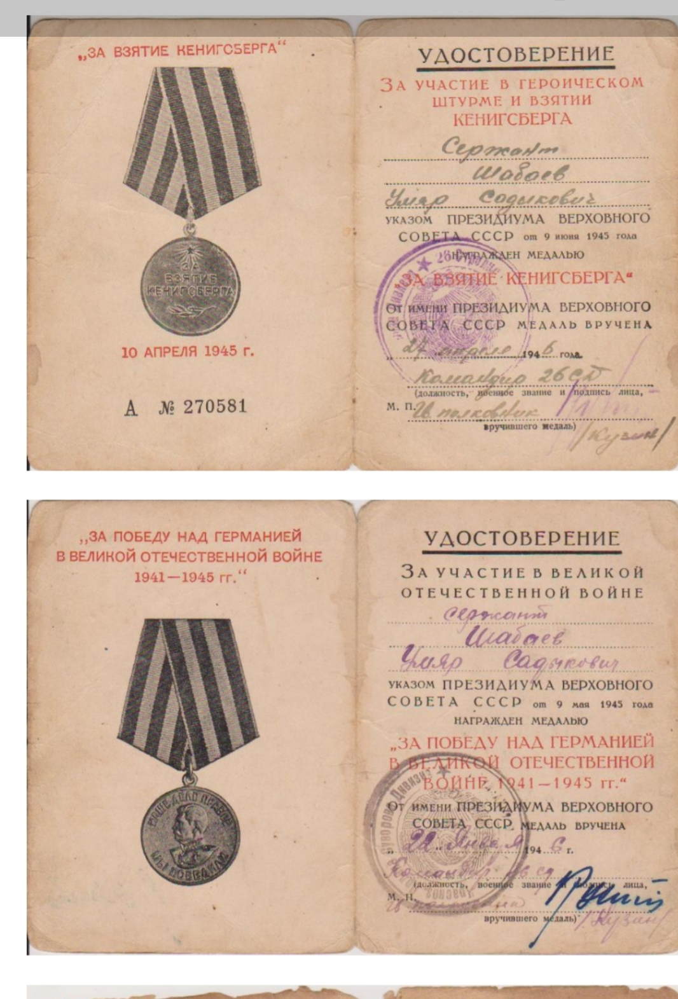 „ЗА ВЗЯТИЕ КЕНИГСБЕРГА“
ЗА
ВЗЯТИЕ
КЕНИГСБЕРГА
10 АПРЕЛЯ 1945 г.
А № 270581
УДОСТОВЕРЕНИЕ
ЗА УЧАСТИЕ В ГЕРОИЧЕСКОМ
ШТУРМЕ И ВЗЯТИИ
КЕНИГСБЕРГА
Сержант
Шабаев
Умяр Садыкович
УКАЗОМ ПРЕЗИДИУМА ВЕРХОВНОГО
СОВЕТА СССР от 9 июня 1945 года
НАГРАЖДЕН МЕДАЛЬЮ
„ЗА ВЗЯТИЕ КЕНИГСБЕРГА“
От имени ПРЕЗИДИУМА ВЕРХОВНОГО
СОВЕТА СССР МЕДАЛЬ ВРУЧЕНА
„ 27 апреля 1946 года.
Командир 26 СД
(должность, военное звание и подпись лица,
М. П. полковник
вручившего медаль)
/Кузин/
„ЗА ПОБЕДУ НАД ГЕРМАНИЕЙ
В ВЕЛИКОЙ ОТЕЧЕСТВЕННОЙ ВОЙНЕ
1941—1945 гг.“
НАШЕ ДЕЛО ПРАВОЕ
МЫ ПОБЕДИЛИ
УДОСТОВЕРЕНИЕ
ЗА УЧАСТИЕ В ВЕЛИКОЙ
ОТЕЧЕСТВЕННОЙ ВОЙНЕ
сержант
Шабаев
Умяр Садыкович
УКАЗОМ ПРЕЗИДИУМА ВЕРХОВНОГО
СОВЕТА СССР от 9 мая 1945 года
НАГРАЖДЕН МЕДАЛЬЮ
„ЗА ПОБЕДУ НАД ГЕРМАНИЕЙ
В ВЕЛИКОЙ ОТЕЧЕСТВЕННОЙ
ВОЙНЕ 1941—1945 гг.“
От имени ПРЕЗИДИУМА ВЕРХОВНОГО
СОВЕТА СССР МЕДАЛЬ ВРУЧЕНА
„ 22 „ Января 1946 г.
Командир 26 сд
(должность, военное звание и подпись лица,
М. П. полковник
вручившего медаль) /Кузин/